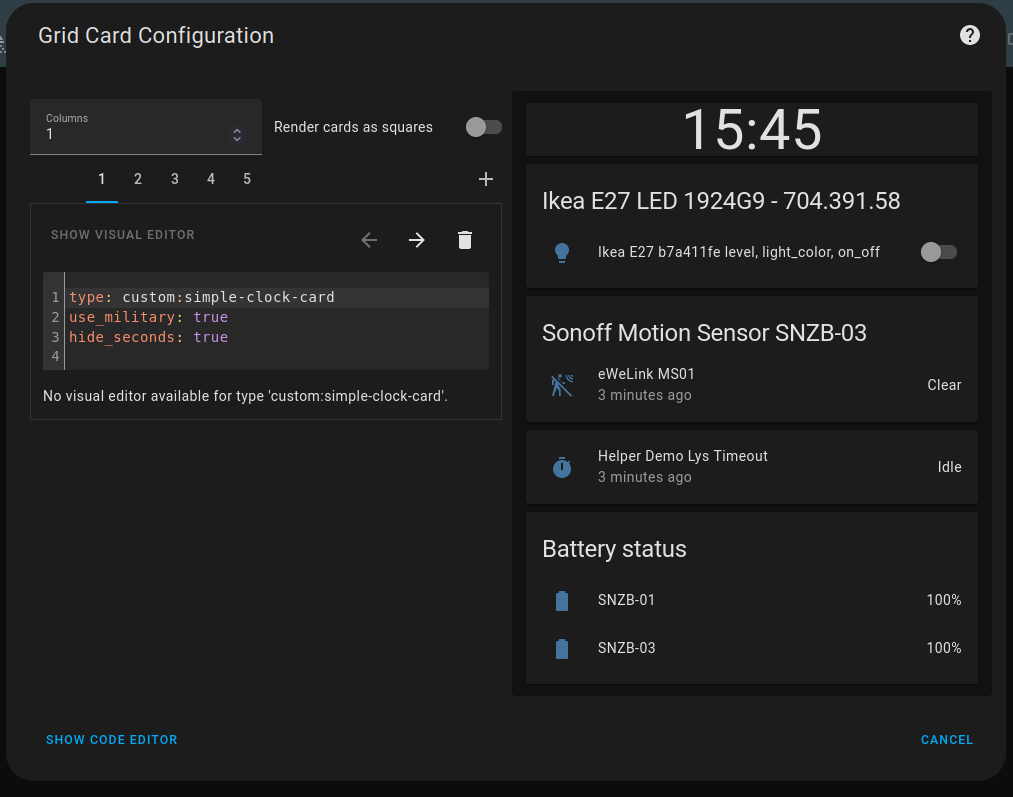 Grid Card Configuration
Columns
1
Render cards as squares
1 2 3 4 5
SHOW VISUAL EDITOR
1 type: custom:simple-clock-card
2 use_military: true
3 hide_seconds: true
4
No visual editor available for type 'custom:simple-clock-card'.
15:45
Ikea E27 LED 1924G9 - 704.391.58
Ikea E27 b7a411fe level, light_color, on_off
Sonoff Motion Sensor SNZB-03
eWeLink MS01
3 minutes ago
Clear
Helper Demo Lys Timeout
3 minutes ago
Idle
Battery status
SNZB-01 100%
SNZB-03 100%
SHOW CODE EDITOR
CANCEL